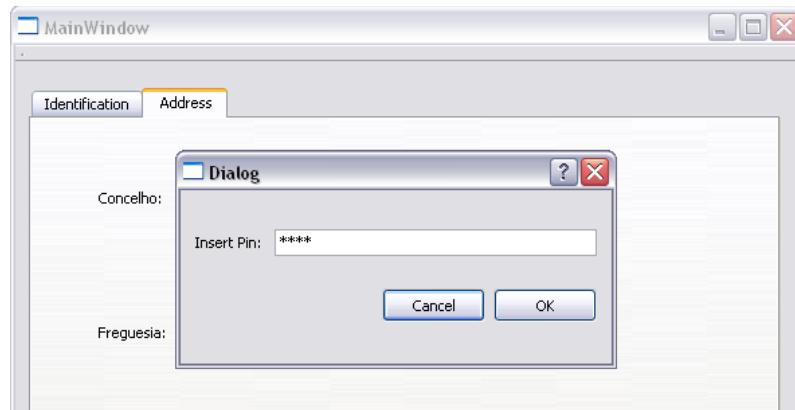 MainWindow
Identification
Address
Dialog
?
Concelho:
Insert Pin: ****
Cancel
OK
Freguesia: